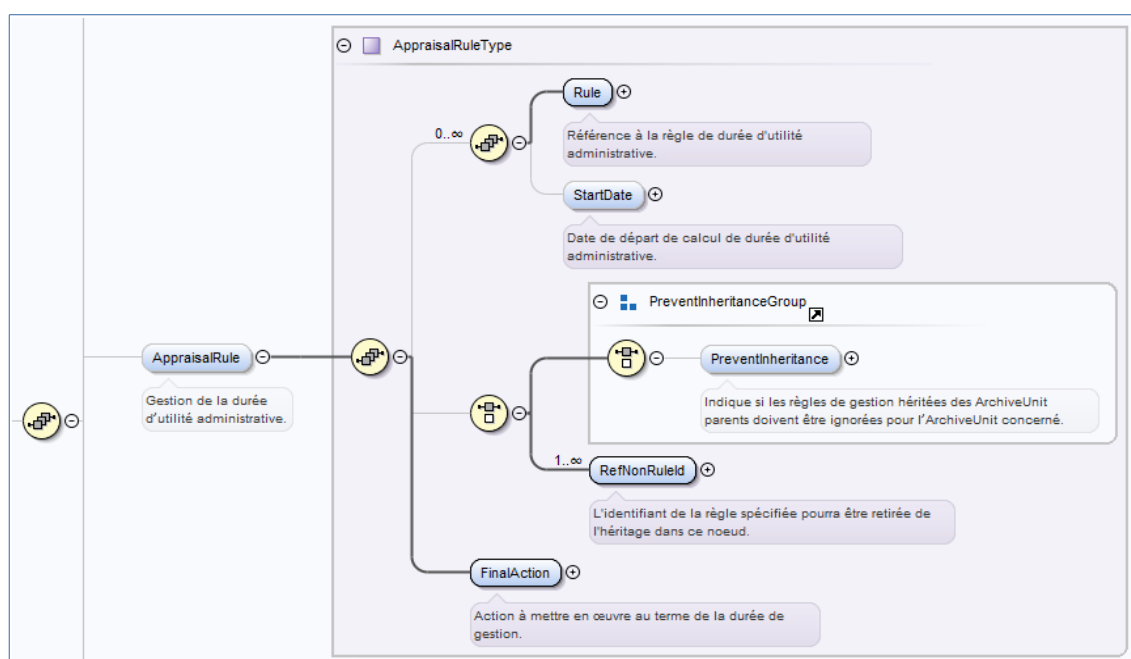 AppraisalRuleType
Rule
0..∞
Référence à la règle de durée d'utilité
administrative.
StartDate
Date de départ de calcul de durée d'utilité
administrative.
PreventInheritanceGroup
AppraisalRule
PreventInheritance
Gestion de la durée
d'utilité administrative.
Indique si les règles de gestion héritées des ArchiveUnit
parents doivent être ignorées pour l'ArchiveUnit concerné.
1..∞
RefNonRuleId
L'identifiant de la règle spécifiée pourra être retirée de
l'héritage dans ce noeud.
FinalAction
Action à mettre en œuvre au terme de la durée de
gestion.